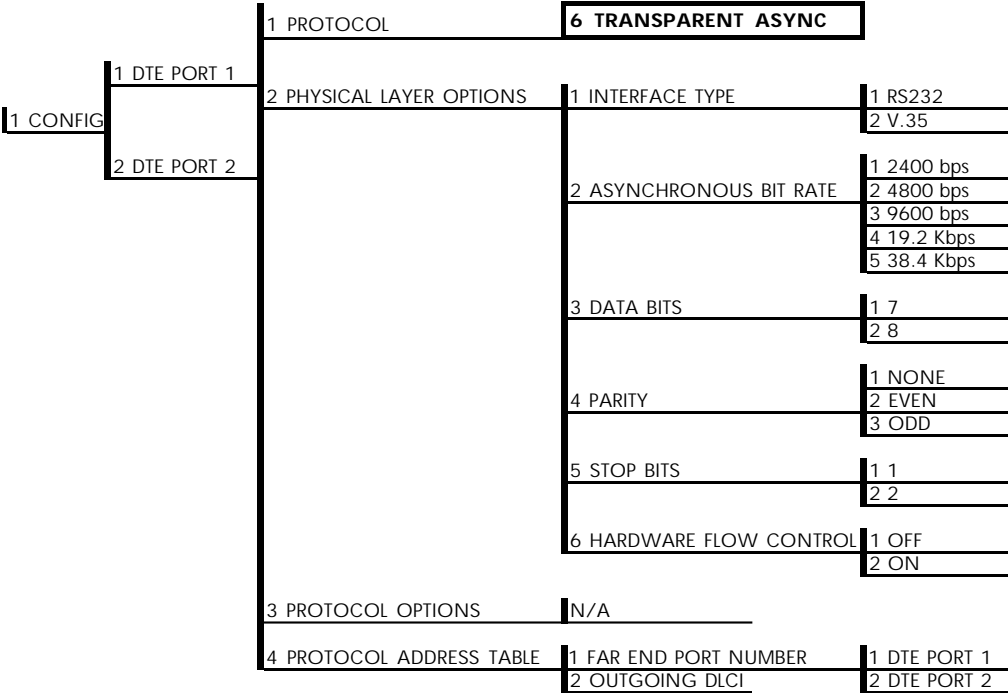 1 PROTOCOL
6 TRANSPARENT ASYNC
1 DTE PORT 1
2 PHYSICAL LAYER OPTIONS
1 INTERFACE TYPE
1 RS232
1 CONFIG
2 V.35
2 DTE PORT 2
1 2400 bps
2 ASYNCHRONOUS BIT RATE
2 4800 bps
3 9600 bps
4 19.2 Kbps
5 38.4 Kbps
3 DATA BITS
1 7
2 8
1 NONE
4 PARITY
2 EVEN
3 ODD
5 STOP BITS
1 1
2 2
6 HARDWARE FLOW CONTROL
1 OFF
2 ON
3 PROTOCOL OPTIONS
N/A
4 PROTOCOL ADDRESS TABLE
1 FAR END PORT NUMBER
1 DTE PORT 1
2 OUTGOING DLCI
2 DTE PORT 2